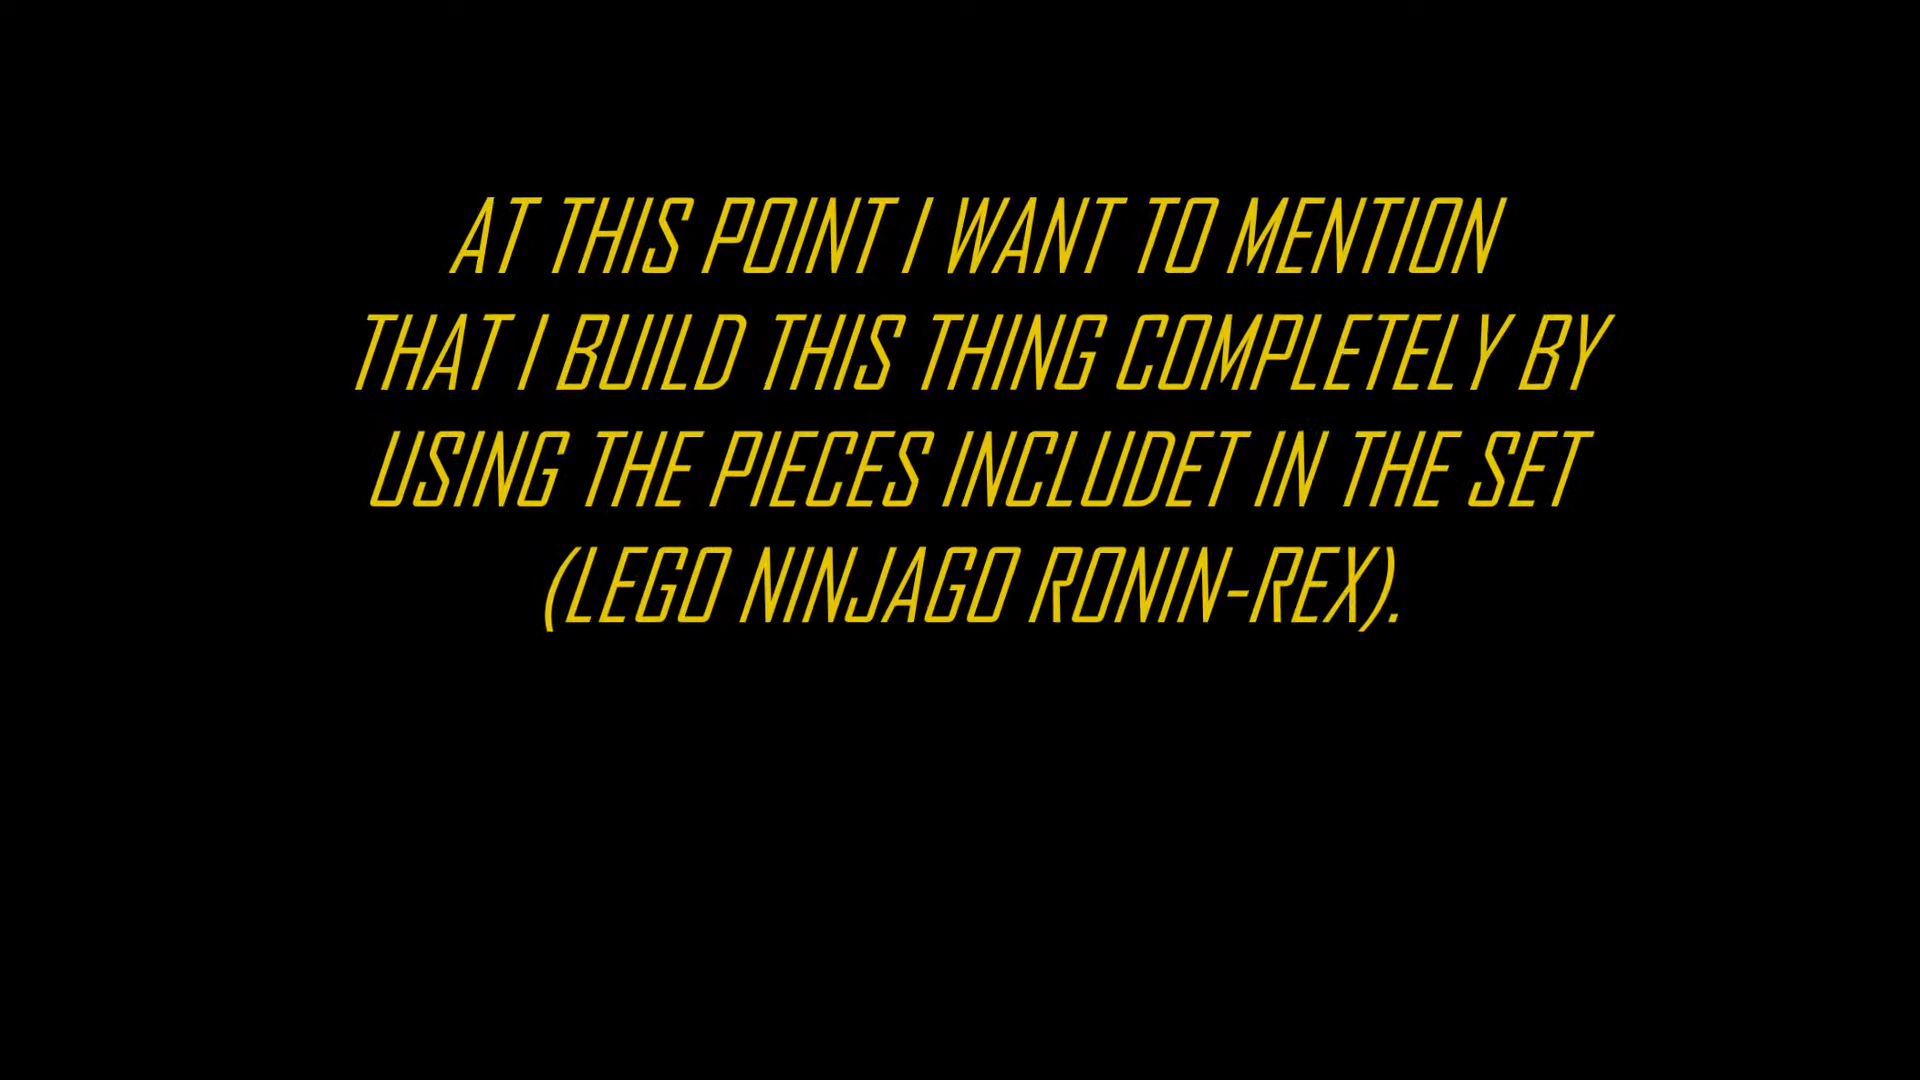 AT THIS POINT I WANT TO MENTION
THAT I BUILD THIS THING COMPLETELY BY
USING THE PIECES INCLUDET IN THE SET
(LEGO NINJAGO RONIN-REX).